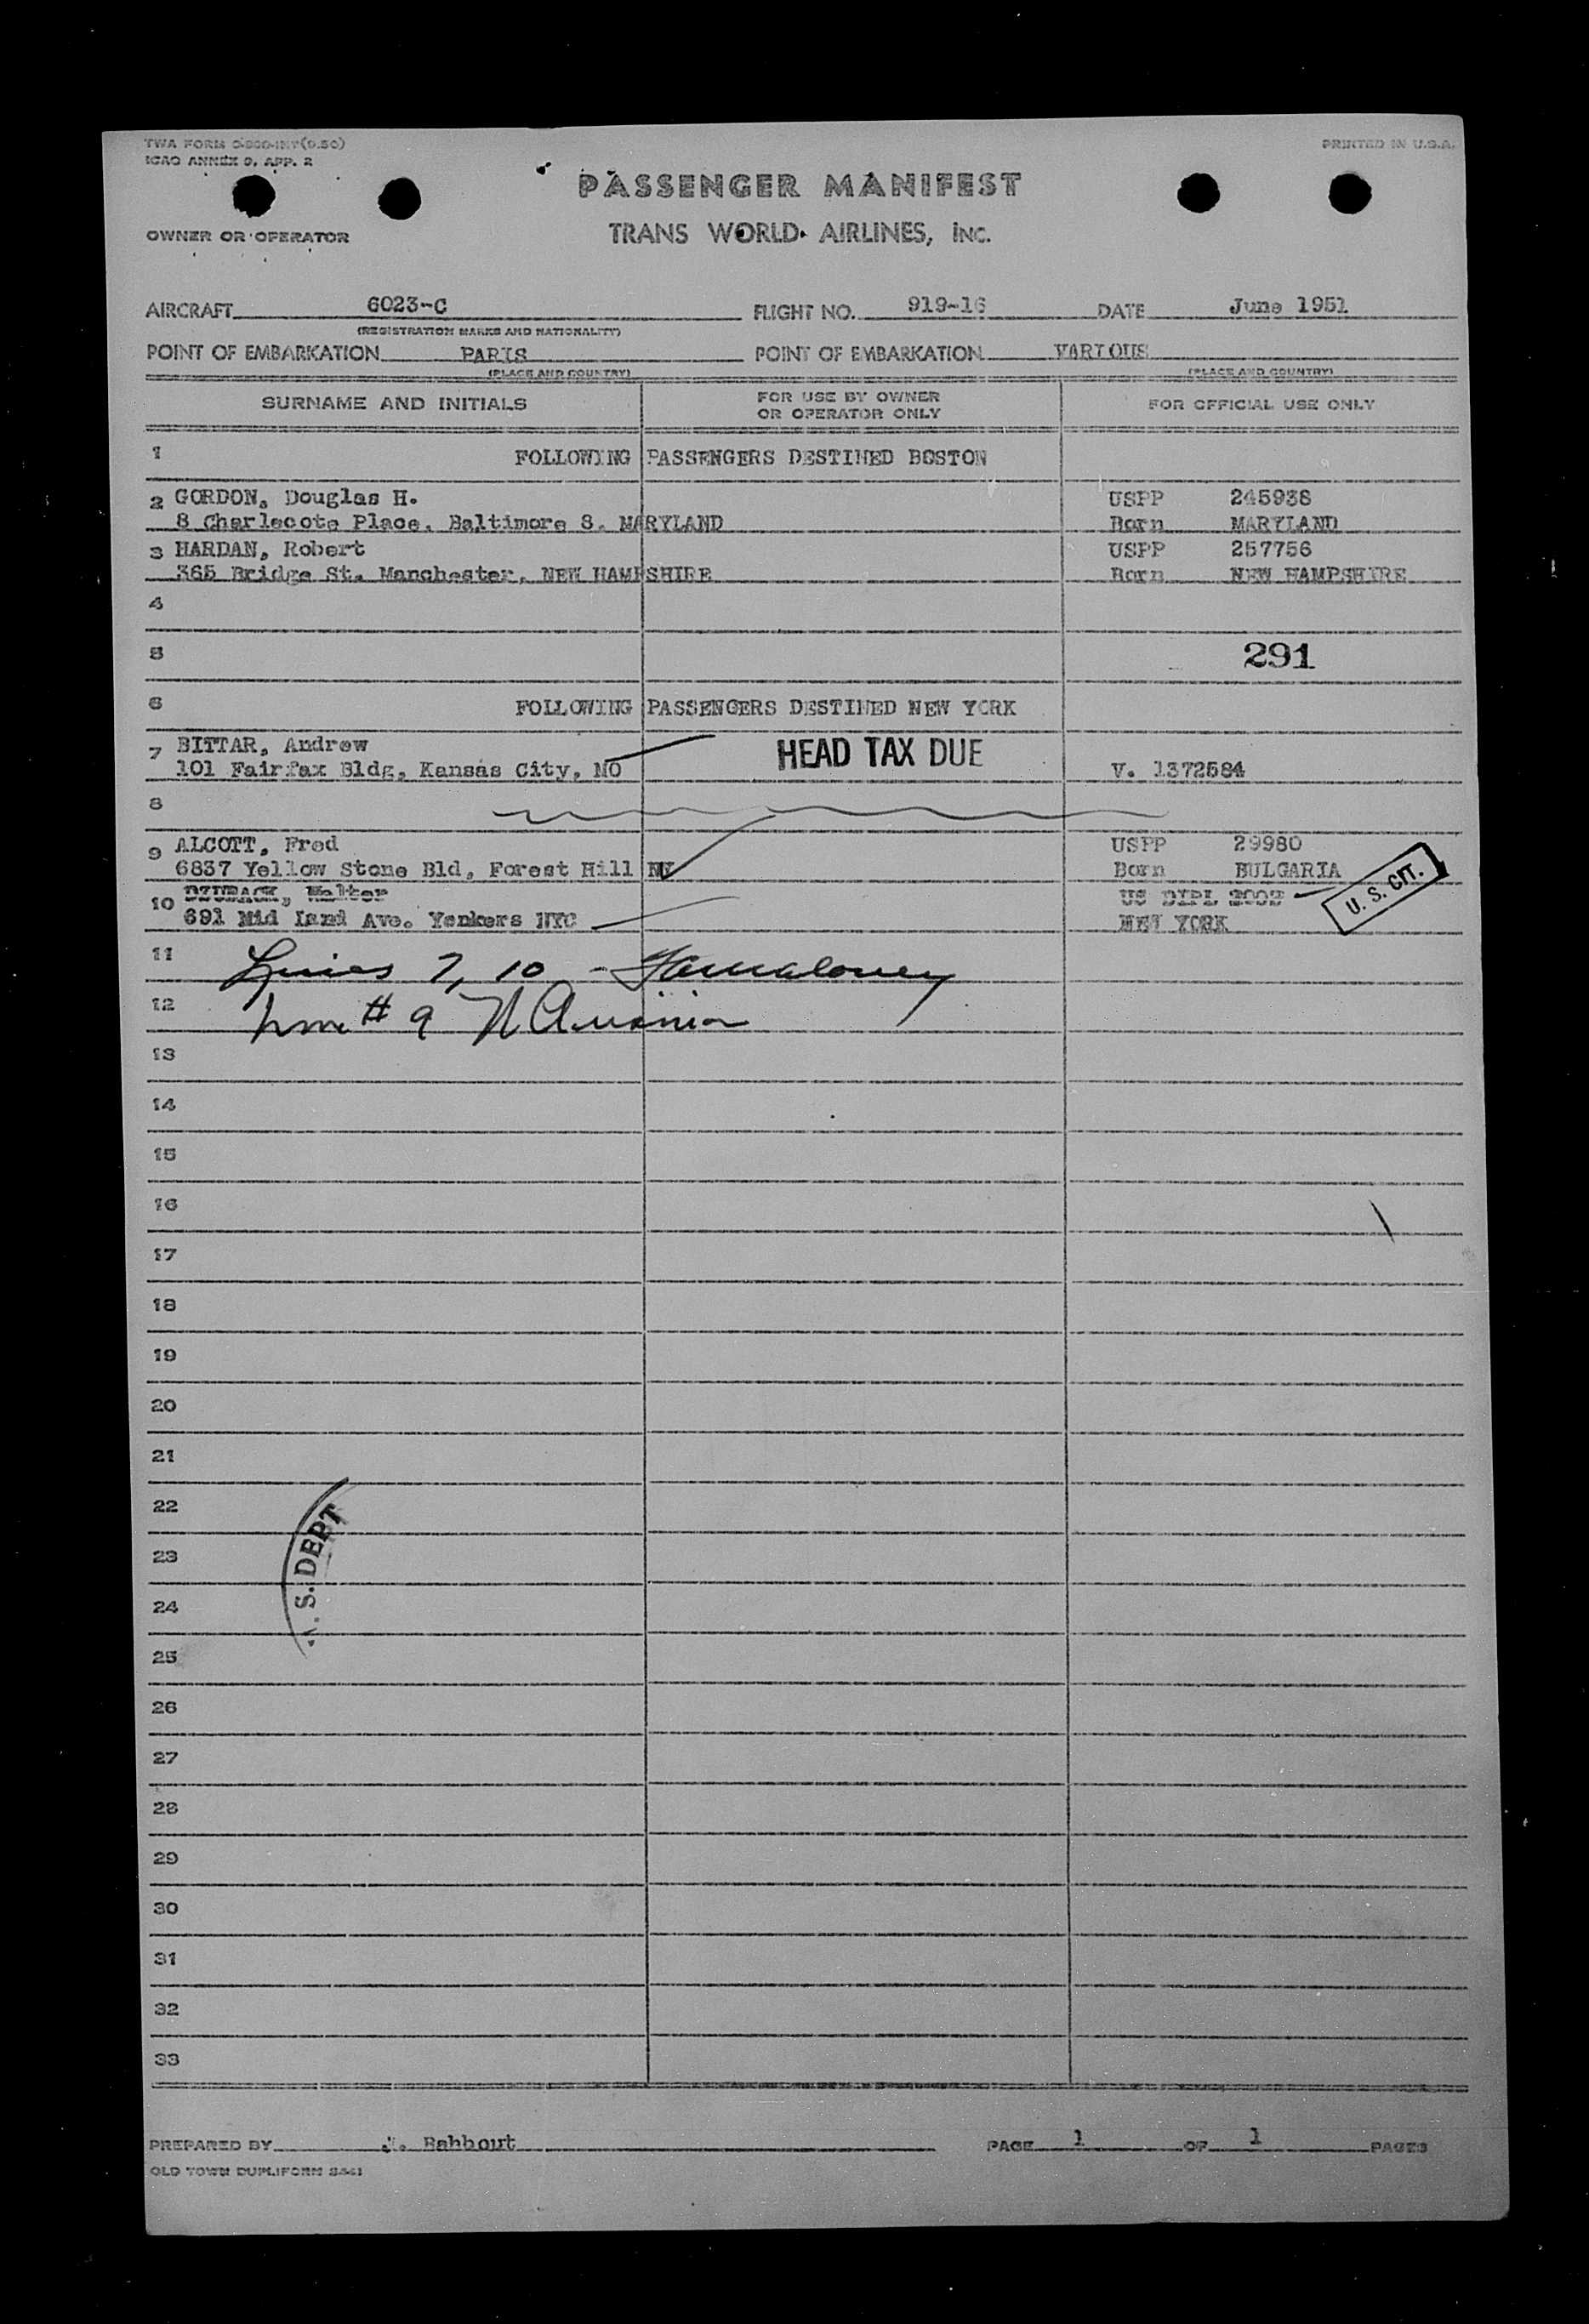 TWA FORM
ICAO ANNEX 9, APP. 2
PRINTED IN U.S.A.
PASSENGER MANIFEST
OWNER OR OPERATOR
TRANS WORLD AIRLINES, INC.
AIRCRAFT 6023-C FLIGHT NO. 919-16 DATE June 1951
(REGISTRATION MARKS AND NATIONALITY)
POINT OF EMBARKATION PARIS POINT OF EMBARKATION VARIOUS
(PLACE AND COUNTRY) (PLACE AND COUNTRY)
SURNAME AND INITIALS FOR USE BY OWNER OR OPERATOR ONLY FOR OFFICIAL USE ONLY
1 FOLLOWING PASSENGERS DESTINED BOSTON
2 GORDON, Douglas H. USPP 245938
8 Charlecote Place, Baltimore 8. MARYLAND Born MARYLAND
3 HARDAN, Robert USPP 257756
365 Bridge St. Manchester, NEW HAMPSHIRE Born NEW HAMPSHIRE
4
5 291
6 FOLLOWING PASSENGERS DESTINED NEW YORK
7 BITTAR, Andrew HEAD TAX DUE
101 Fairfax Bldg, Kansas City, MO V. 1372584
8
9 ALCOTT, Fred USPP 29980
6837 Yellow Stone Bld, Forest Hill NY Born BULGARIA
10 Walter US DIPL U. S. CIT.
691 Mid Land Ave. Yonkers NYC NEW YORK
11 Lines 7, 10 -
12 # 9
13
14
15
16
17
18
19
20
21
22
S. DEPT
23
24
25
26
27
28
29
30
31
32
33
PREPARED BY J. Bahbout PAGE 1 OF 1 PAGES
OLD TOWN DUPLIFORM